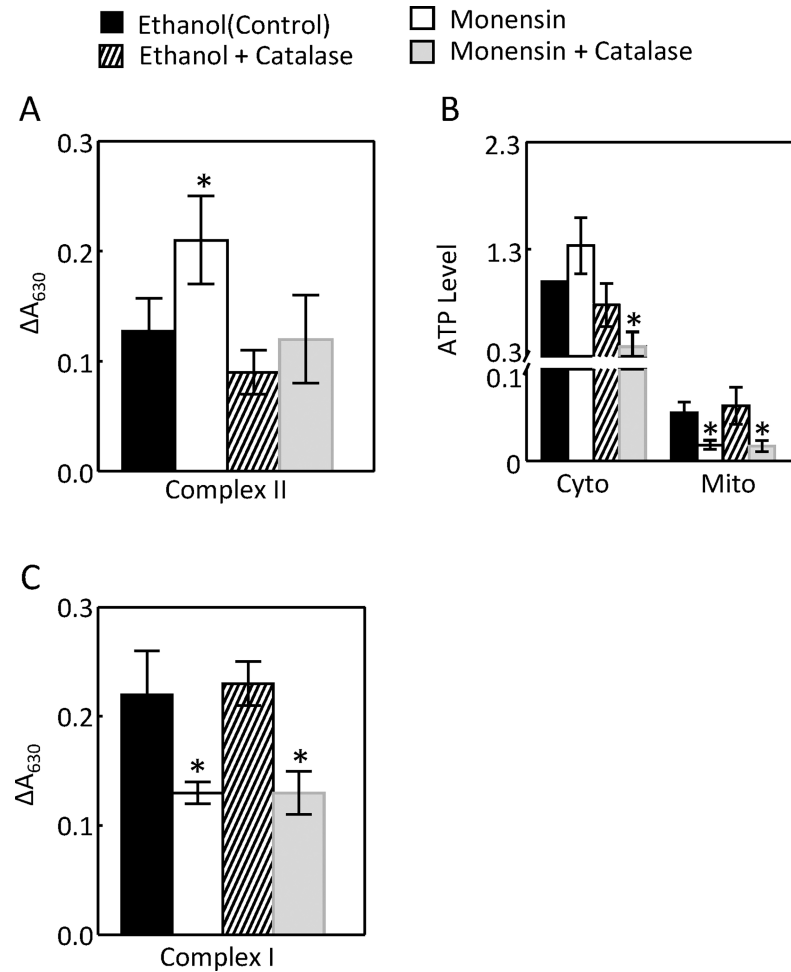 Ethanol(Control)
Monensin
Ethanol + Catalase
Monensin + Catalase
A
0.3
0.2
0.1
0.0
ΔA630
*
Complex II
B
2.3
1.3
0.3
0.1
0
ATP Level
*
*
*
Cyto
Mito
C
0.3
0.2
0.1
0.0
ΔA630
*
*
Complex I